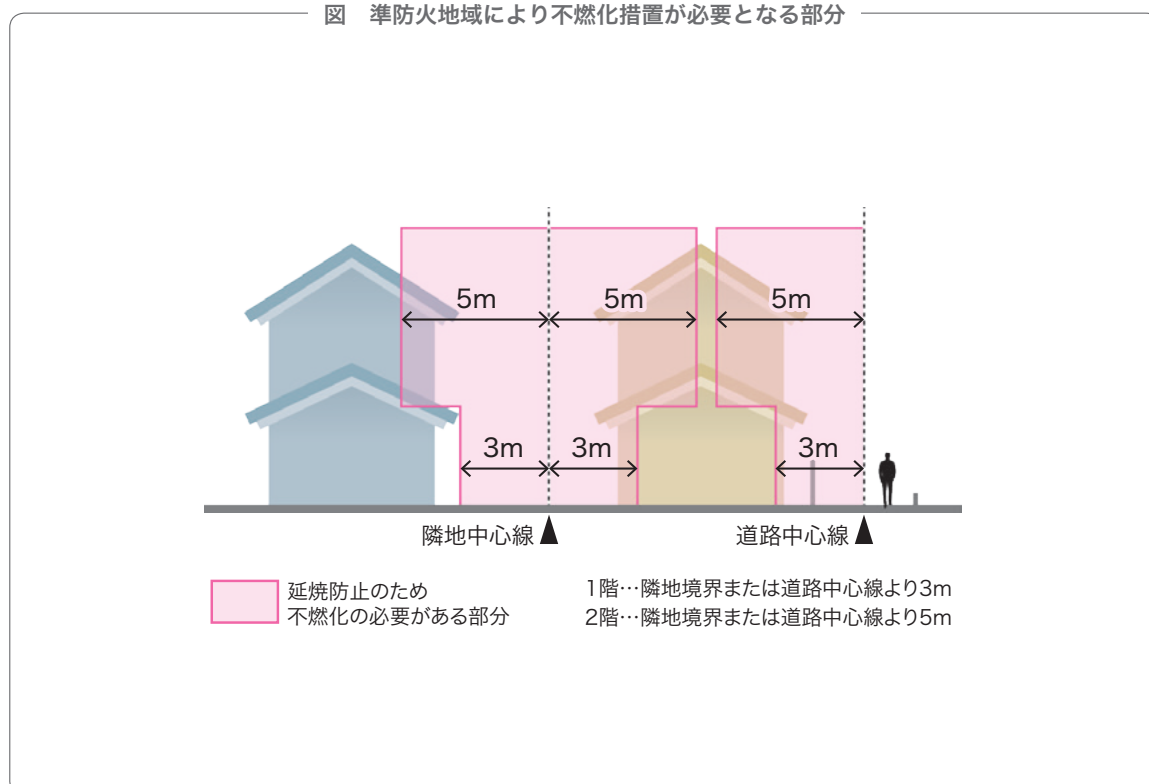 図　準防火地域により不燃化措置が必要となる部分
5m
5m
5m
3m
3m
3m
隣地中心線
道路中心線
延焼防止のため
不燃化の必要がある部分
1階…隣地境界または道路中心線より3m
2階…隣地境界または道路中心線より5m